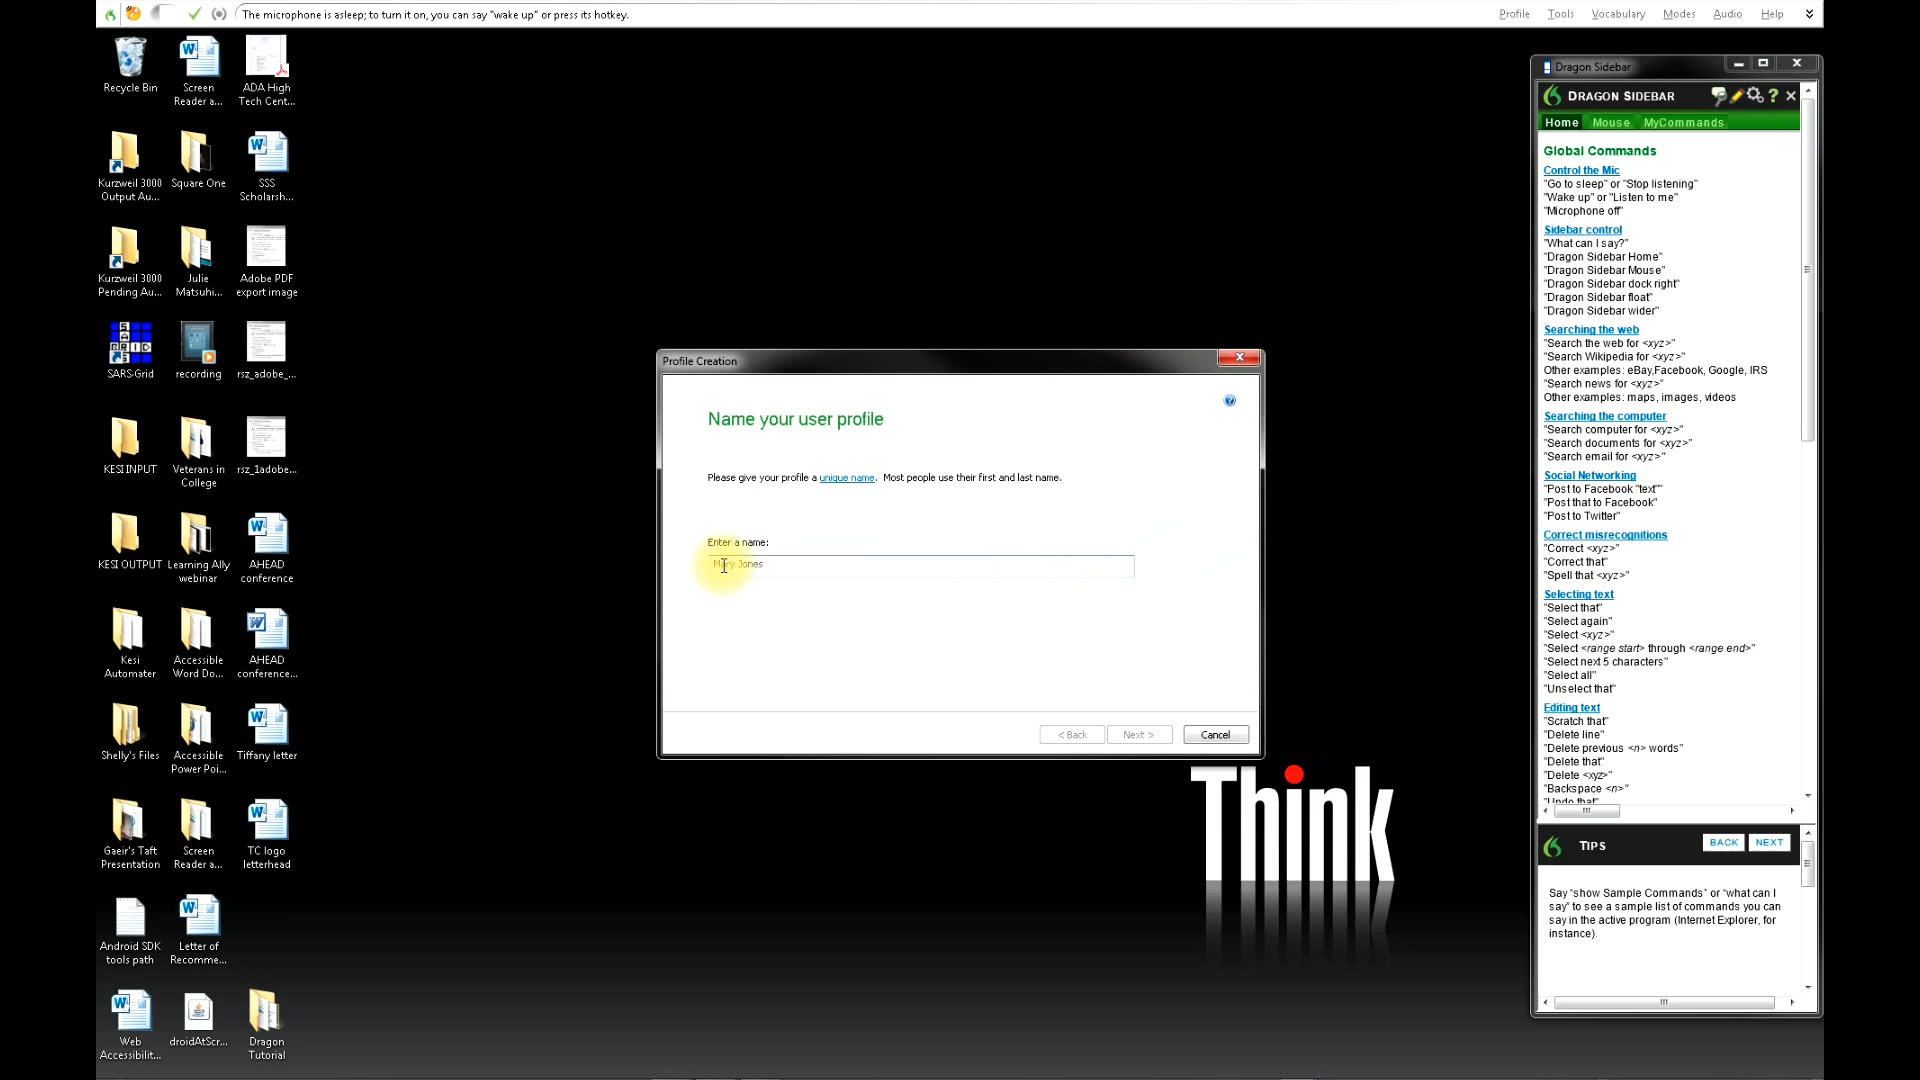 The microphone is asleep; to turn it on, you can say "wake up" or press its hotkey.
Profile Tools Vocabulary Modes Audio Help
Recycle Bin
Screen
Reader a...
ADA High
Tech Cent...
Kurzweil 3000
Output Au...
Square One
SSS
Scholarsh...
Kurzweil 3000
Pending Au...
Julie
Matsuhi...
Adobe PDF
export image
SARS-Grid
recording
rsz_adobe_...
KESI INPUT
Veterans in
College
rsz_1adobe...
KESI OUTPUT
Learning Ally
webinar
AHEAD
conference
Kesi
Automater
Accessible
Word Do...
AHEAD
conference...
Shelly's Files
Accessible
Power Poi...
Tiffany letter
Gaeir's Taft
Presentation
Screen
Reader a...
TC logo
letterhead
Android SDK
tools path
Letter of
Recomme...
Web
Accessibilit...
droidAtScr...
Dragon
Tutorial
Profile Creation
Name your user profile
Please give your profile a unique name. Most people use their first and last name.
Enter a name:
Mary Jones
< Back Next > Cancel
Think
Dragon Sidebar
DRAGON SIDEBAR
Home Mouse MyCommands
Global Commands
Control the Mic
"Go to sleep" or "Stop listening"
"Wake up" or "Listen to me"
"Microphone off"
Sidebar control
"What can I say?"
"Dragon Sidebar Home"
"Dragon Sidebar Mouse"
"Dragon Sidebar dock right"
"Dragon Sidebar float"
"Dragon Sidebar wider"
Searching the web
"Search the web for <xyz>"
"Search Wikipedia for <xyz>"
Other examples: eBay,Facebook, Google, IRS
"Search news for <xyz>"
Other examples: maps, images, videos
Searching the computer
"Search computer for <xyz>"
"Search documents for <xyz>"
"Search email for <xyz>"
Social Networking
"Post to Facebook "text""
"Post that to Facebook"
"Post to Twitter"
Correct misrecognitions
"Correct <xyz>"
"Correct that"
"Spell that <xyz>"
Selecting text
"Select that"
"Select again"
"Select <xyz>"
"Select <range start> through <range end>"
"Select next 5 characters"
"Select all"
"Unselect that"
Editing text
"Scratch that"
"Delete line"
"Delete previous <n> words"
"Delete that"
"Delete <xyz>"
"Backspace <n>"
"Undo that"
TIPS
BACK NEXT
Say "show Sample Commands" or "what can I
say" to see a sample list of commands you can
say in the active program (Internet Explorer, for
instance).